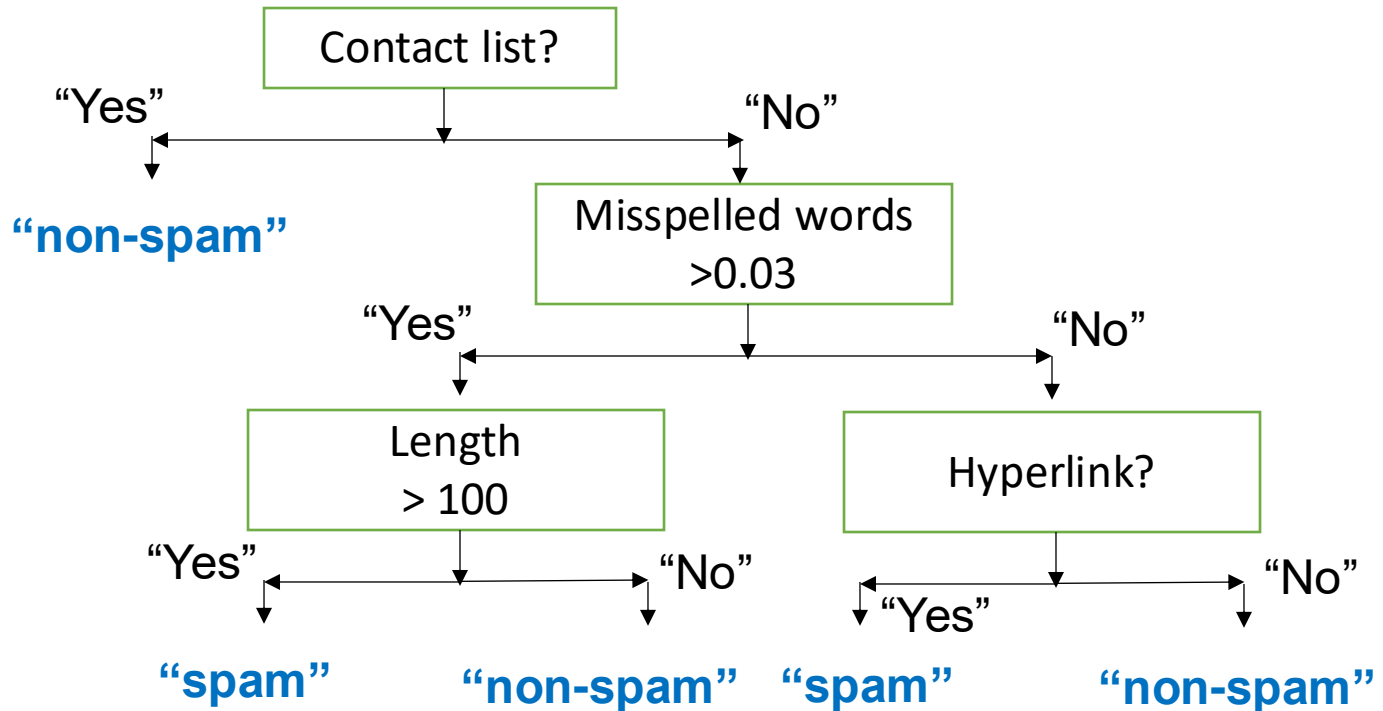 Contact list?
“Yes”
“No”
“non-spam”
Misspelled words
>0.03
“Yes”
“No”
Length
> 100
Hyperlink?
“Yes”
“No”
“Yes”
“No”
“spam”
“non-spam”
“spam”
“non-spam”